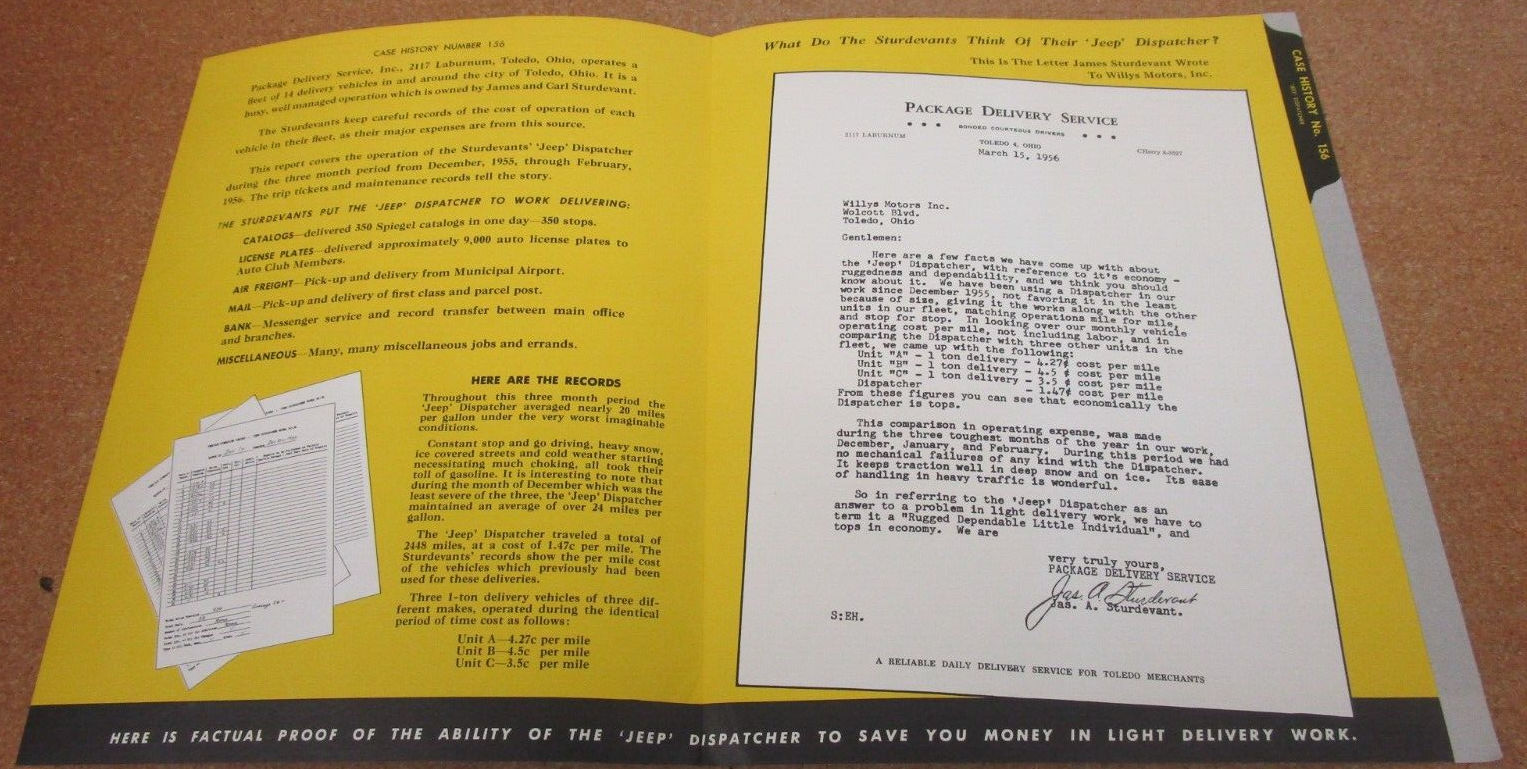 CASE HISTORY NUMBER 156
Package Delivery Service, Inc., 2117 Laburnum, Toledo, Ohio, operates a
fleet of 14 delivery vehicles in and around the city of Toledo, Ohio. It is a
busy, well managed operation which is owned by James and Carl Sturdevant.
The Sturdevants keep careful records of the cost of operation of each
vehicle in their fleet, as their major expenses are from this source.
This report covers the operation of the Sturdevants' 'Jeep' Dispatcher
during the three month period from December, 1955, through February,
1956. The trip tickets and maintenance records tell the story.
THE STURDEVANTS PUT THE 'JEEP' DISPATCHER TO WORK DELIVERING:
CATALOGS—delivered 350 Spiegel catalogs in one day—350 stops.
LICENSE PLATES—delivered approximately 9,000 auto license plates to
Auto Club Members.
AIR FREIGHT—Pick-up and delivery from Municipal Airport.
MAIL—Pick-up and delivery of first class and parcel post.
BANK—Messenger service and record transfer between main office
and branches.
MISCELLANEOUS—Many, many miscellaneous jobs and errands.
HERE ARE THE RECORDS
Throughout this three month period the
'Jeep' Dispatcher averaged nearly 20 miles
per gallon under the very worst imaginable
conditions.
Constant stop and go driving, heavy snow,
ice covered streets and cold weather starting
necessitating much choking, all took their
toll of gasoline. It is interesting to note that
during the month of December which was the
least severe of the three, the 'Jeep' Dispatcher
maintained an average of over 24 miles per
gallon.
The 'Jeep' Dispatcher traveled a total of
2448 miles, at a cost of 1.47c per mile. The
Sturdevants' records show the per mile cost
of the vehicles which previously had been
used for these deliveries.
Three 1-ton delivery vehicles of three dif-
ferent makes, operated during the identical
period of time cost as follows:
Unit A—4.27c per mile
Unit B—4.5c per mile
Unit C—3.5c per mile
What Do The Sturdevants Think Of Their 'Jeep' Dispatcher?
This Is The Letter James Sturdevant Wrote
To Willys Motors, Inc.
CASE HISTORY No. 156
PACKAGE DELIVERY SERVICE
BONDED COURTEOUS DRIVERS
2117 LABURNUM
TOLEDO 4, OHIO
March 15, 1956
Willys Motors Inc.
Wolcott Blvd.
Toledo, Ohio
Gentlemen:
Here are a few facts we have come up with about
the 'Jeep' Dispatcher, with reference to it's economy -
ruggedness and dependability, and we think you should
know about it. We have been using a Dispatcher in our
work since December 1955, not favoring it in the least
because of size, giving it the works along with the other
units in our fleet, matching operations mile for mile,
and stop for stop. In looking over our monthly vehicle
operating cost per mile, not including labor, and in
comparing the Dispatcher with three other units in the
fleet, we came up with the following:
Unit "A" - 1 ton delivery - 4.27¢ cost per mile
Unit "B" - 1 ton delivery - 4.5 ¢ cost per mile
Unit "C" - 1 ton delivery - 3.5 ¢ cost per mile
Dispatcher - 1.47¢ cost per mile
From these figures you can see that economically the
Dispatcher is tops.
This comparison in operating expense, was made
during the three toughest months of the year in our work,
December, January, and February. During this period we had
no mechanical failures of any kind with the Dispatcher.
It keeps traction well in deep snow and on ice. Its ease
of handling in heavy traffic is wonderful.
So in referring to the 'Jeep' Dispatcher as an
answer to a problem in light delivery work, we have to
term it a "Rugged Dependable Little Individual", and
tops in economy. We are
very truly yours,
PACKAGE DELIVERY SERVICE
Jas. A. Sturdevant
Jas. A. Sturdevant.
S:EH.
A RELIABLE DAILY DELIVERY SERVICE FOR TOLEDO MERCHANTS
HERE IS FACTUAL PROOF OF THE ABILITY OF THE 'JEEP' DISPATCHER TO SAVE YOU MONEY IN LIGHT DELIVERY WORK.